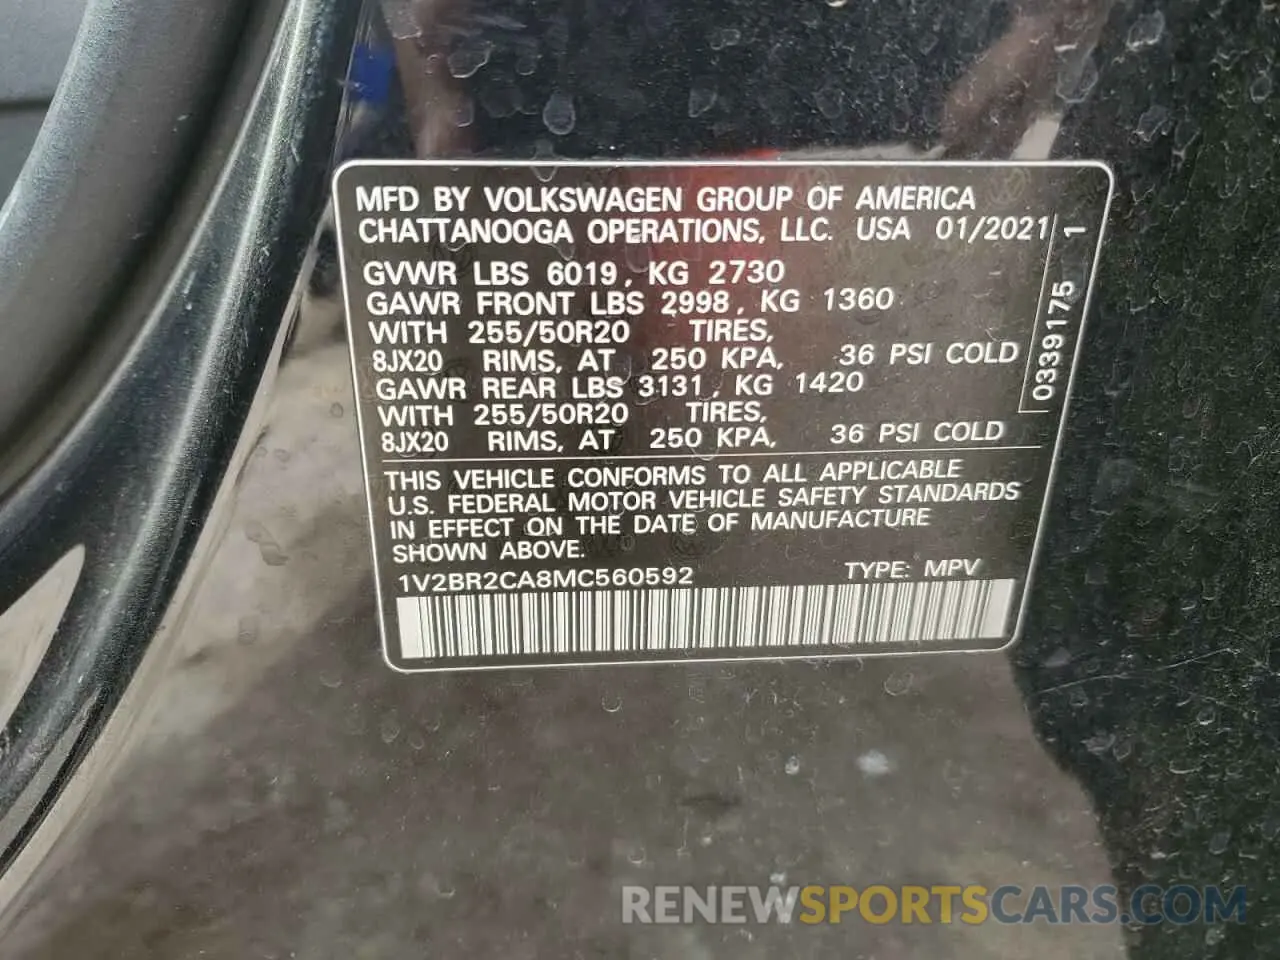 MFD BY VOLKSWAGEN GROUP OF AMERICA
CHATTANOOGA OPERATIONS, LLC. USA 01/2021
GVWR LBS 6019, KG 2730
GAWR FRONT LBS 2998, KG 1360
WITH 255/50R20 TIRES,
8JX20 RIMS, AT 250 KPA, 36 PSI COLD
GAWR REAR LBS 3131, KG 1420
WITH 255/50R20 TIRES,
8JX20 RIMS, AT 250 KPA, 36 PSI COLD
0339175 1
THIS VEHICLE CONFORMS TO ALL APPLICABLE
U.S. FEDERAL MOTOR VEHICLE SAFETY STANDARDS
IN EFFECT ON THE DATE OF MANUFACTURE
SHOWN ABOVE.
1V2BR2CA8MC560592 TYPE: MPV
RENEWSPORTSCARS.COM